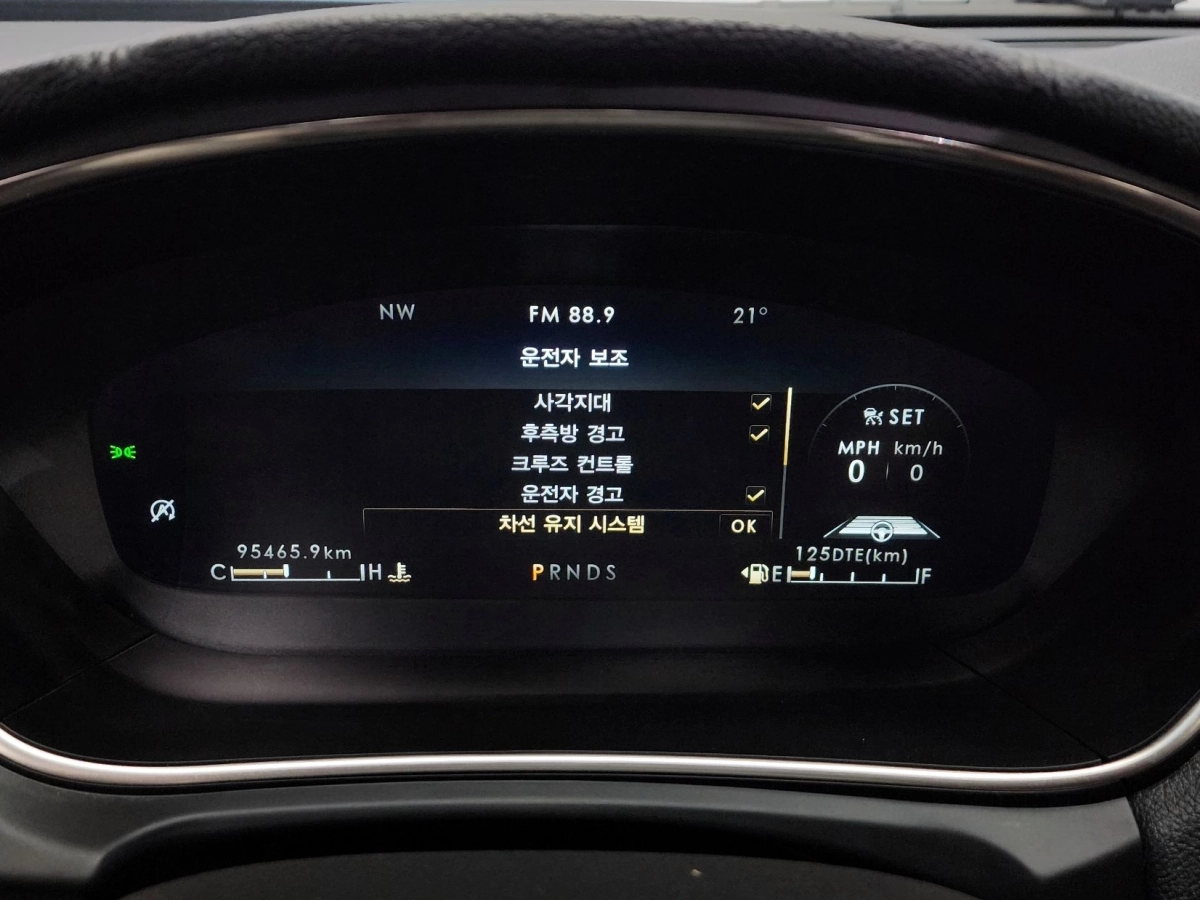 NW FM 88.9 21°
운전자 보조
사각지대
후측방 경고
크루즈 컨트롤
운전자 경고
차선 유지 시스템 OK
SET
MPH km/h
0 0
95465.9km
C H
PRNDS
125DTE(km)
E F